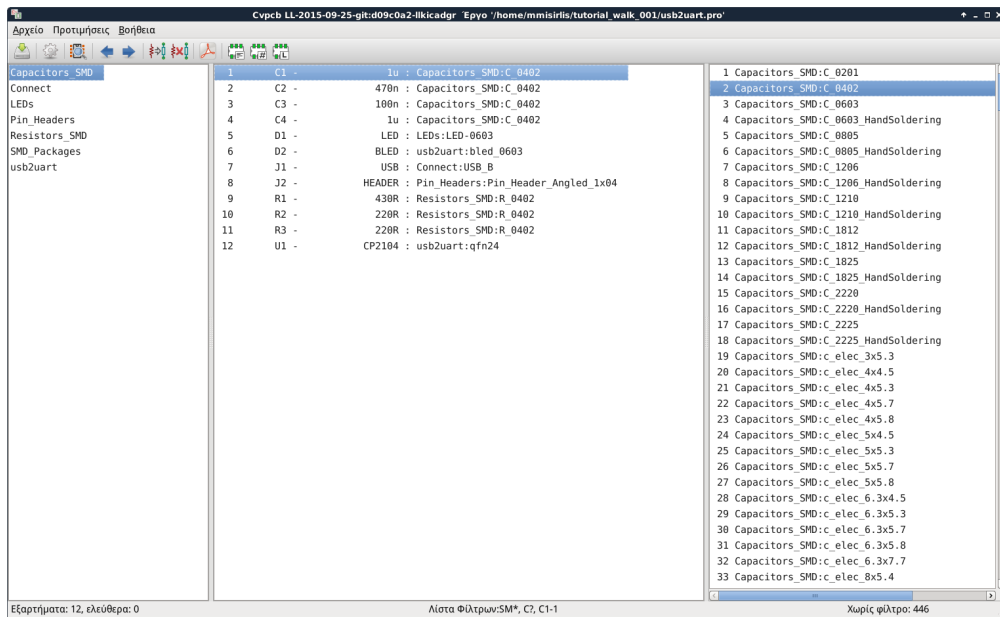 Cvpcb LL-2015-09-25-git:d09c0a2-llkicadgr Έργο '/home/mmisirlis/tutorial_walk_001/usb2uart.pro'
Αρχείο Προτιμήσεις Βοήθεια
Capacitors_SMD
Connect
LEDs
Pin_Headers
Resistors_SMD
SMD_Packages
usb2uart
1 C1 - 1u : Capacitors_SMD:C_0402
2 C2 - 470n : Capacitors_SMD:C_0402
3 C3 - 100n : Capacitors_SMD:C_0402
4 C4 - 1u : Capacitors_SMD:C_0402
5 D1 - LED : LEDs:LED-0603
6 D2 - BLED : usb2uart:bled_0603
7 J1 - USB : Connect:USB_B
8 J2 - HEADER : Pin_Headers:Pin_Header_Angled_1x04
9 R1 - 430R : Resistors_SMD:R_0402
10 R2 - 220R : Resistors_SMD:R_0402
11 R3 - 220R : Resistors_SMD:R_0402
12 U1 - CP2104 : usb2uart:qfn24
1 Capacitors_SMD:C_0201
2 Capacitors_SMD:C_0402
3 Capacitors_SMD:C_0603
4 Capacitors_SMD:C_0603_HandSoldering
5 Capacitors_SMD:C_0805
6 Capacitors_SMD:C_0805_HandSoldering
7 Capacitors_SMD:C_1206
8 Capacitors_SMD:C_1206_HandSoldering
9 Capacitors_SMD:C_1210
10 Capacitors_SMD:C_1210_HandSoldering
11 Capacitors_SMD:C_1812
12 Capacitors_SMD:C_1812_HandSoldering
13 Capacitors_SMD:C_1825
14 Capacitors_SMD:C_1825_HandSoldering
15 Capacitors_SMD:C_2220
16 Capacitors_SMD:C_2220_HandSoldering
17 Capacitors_SMD:C_2225
18 Capacitors_SMD:C_2225_HandSoldering
19 Capacitors_SMD:c_elec_3x5.3
20 Capacitors_SMD:c_elec_4x4.5
21 Capacitors_SMD:c_elec_4x5.3
22 Capacitors_SMD:c_elec_4x5.7
23 Capacitors_SMD:c_elec_4x5.8
24 Capacitors_SMD:c_elec_5x4.5
25 Capacitors_SMD:c_elec_5x5.3
26 Capacitors_SMD:c_elec_5x5.7
27 Capacitors_SMD:c_elec_5x5.8
28 Capacitors_SMD:c_elec_6.3x4.5
29 Capacitors_SMD:c_elec_6.3x5.3
30 Capacitors_SMD:c_elec_6.3x5.7
31 Capacitors_SMD:c_elec_6.3x5.8
32 Capacitors_SMD:c_elec_6.3x7.7
33 Capacitors_SMD:c_elec_8x5.4
Εξαρτήματα: 12, ελεύθερα: 0
Λίστα Φίλτρων:SM*, C?, C1-1
Χωρίς φίλτρο: 446